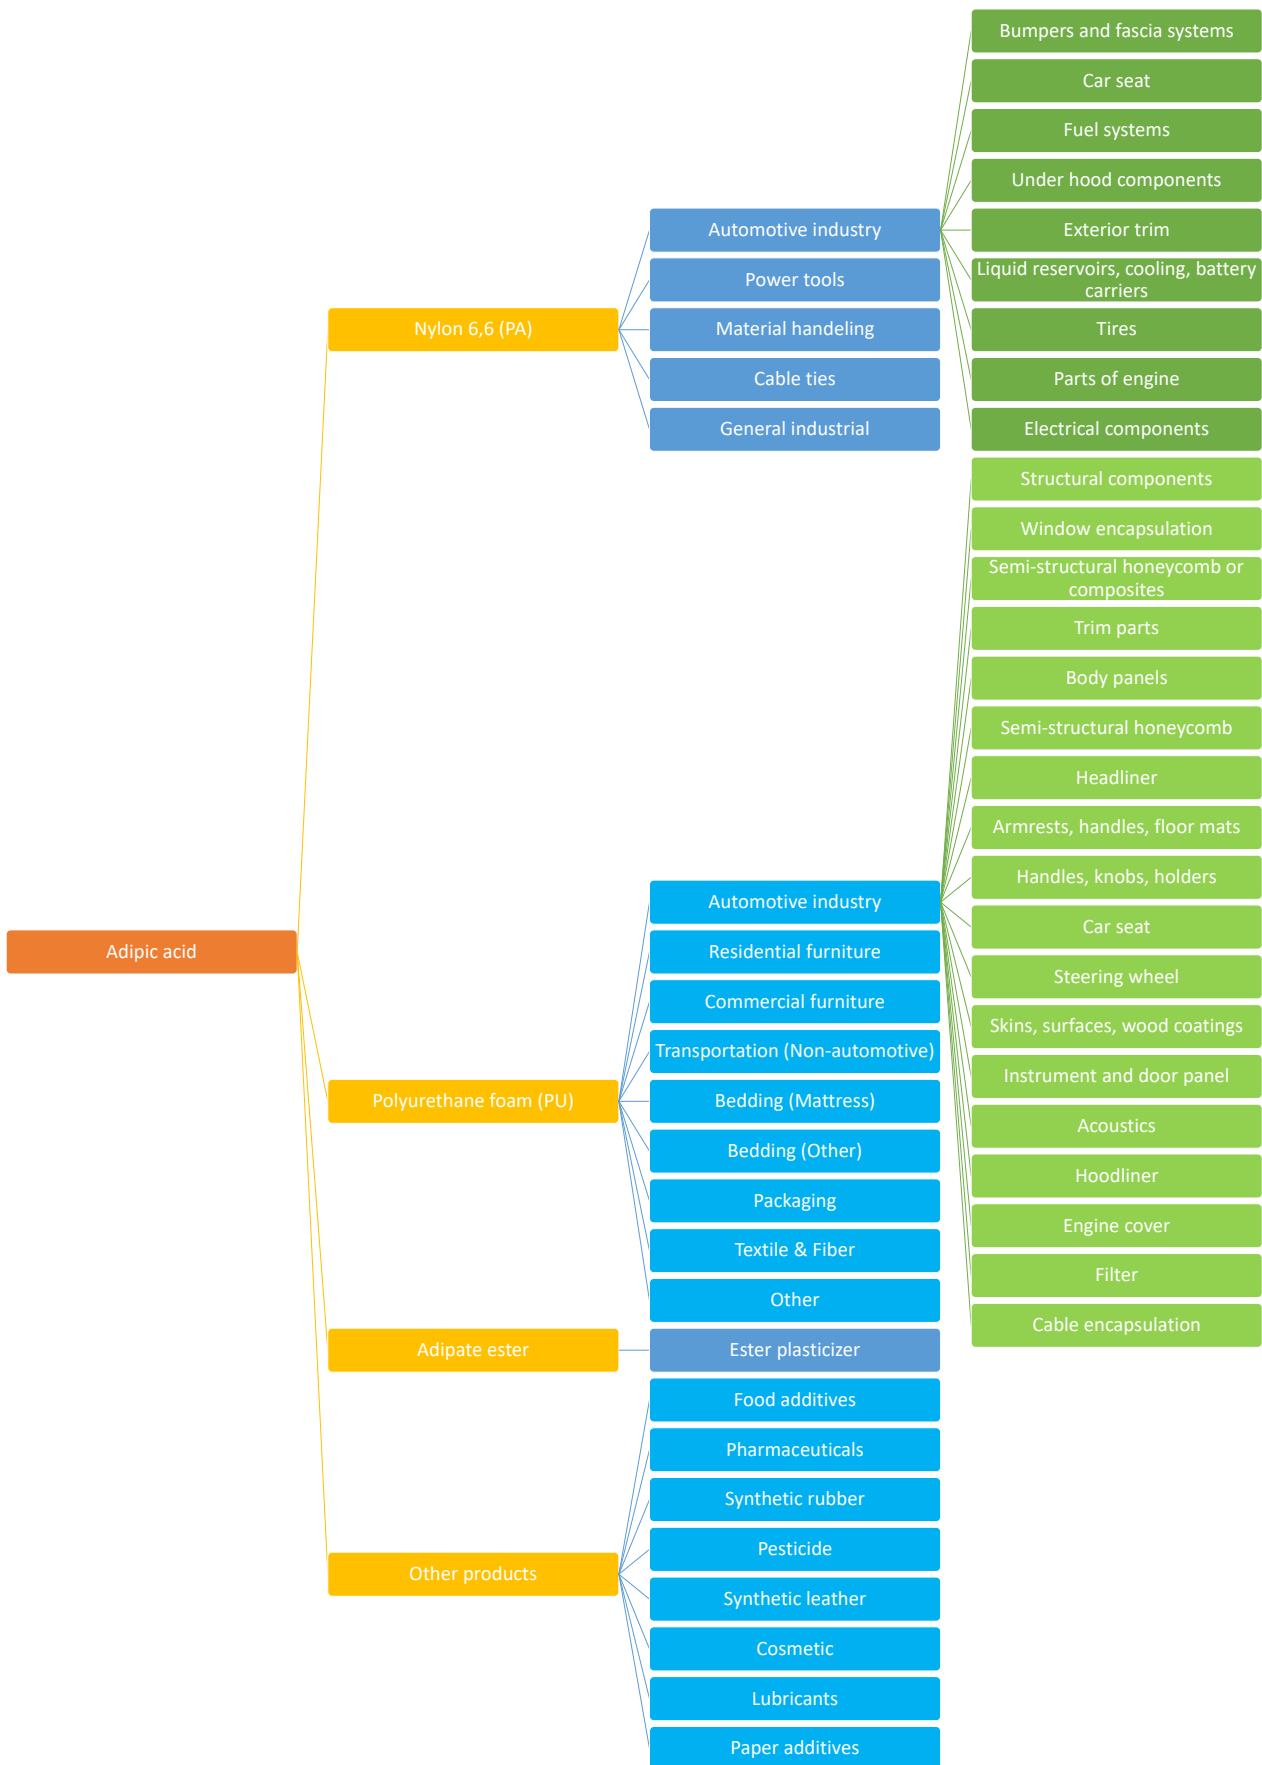 Adipic acid
Nylon 6,6 (PA)
Polyurethane foam (PU)
Adipate ester
Other products
Automotive industry
Power tools
Material handeling
Cable ties
General industrial
Automotive industry
Residential furniture
Commercial furniture
Transportation (Non-automotive)
Bedding (Mattress)
Bedding (Other)
Packaging
Textile & Fiber
Other
Ester plasticizer
Food additives
Pharmaceuticals
Synthetic rubber
Pesticide
Synthetic leather
Cosmetic
Lubricants
Paper additives
Bumpers and fascia systems
Car seat
Fuel systems
Under hood components
Exterior trim
Liquid reservoirs, cooling, battery
carriers
Tires
Parts of engine
Electrical components
Structural components
Window encapsulation
Semi-structural honeycomb or
composites
Trim parts
Body panels
Semi-structural honeycomb
Headliner
Armrests, handles, floor mats
Handles, knobs, holders
Car seat
Steering wheel
Skins, surfaces, wood coatings
Instrument and door panel
Acoustics
Hoodliner
Engine cover
Filter
Cable encapsulation